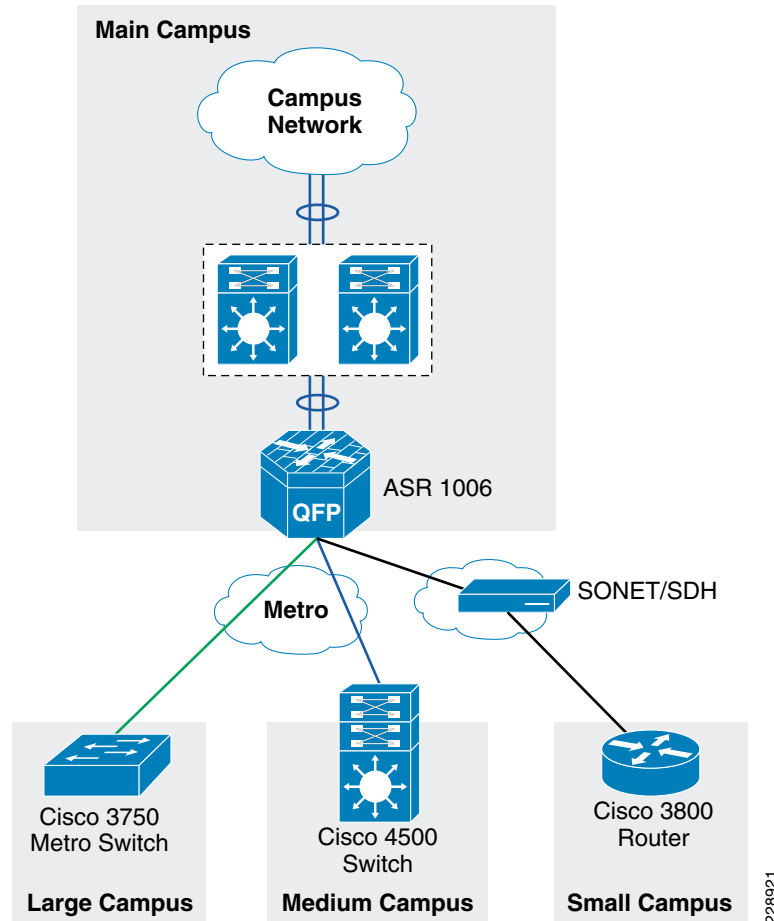 Main Campus
Campus
Network
ASR 1006
QFP
Metro
SONET/SDH
Cisco 3750
Metro Switch
Cisco 4500
Switch
Cisco 3800
Router
Large Campus
Medium Campus
Small Campus
228921